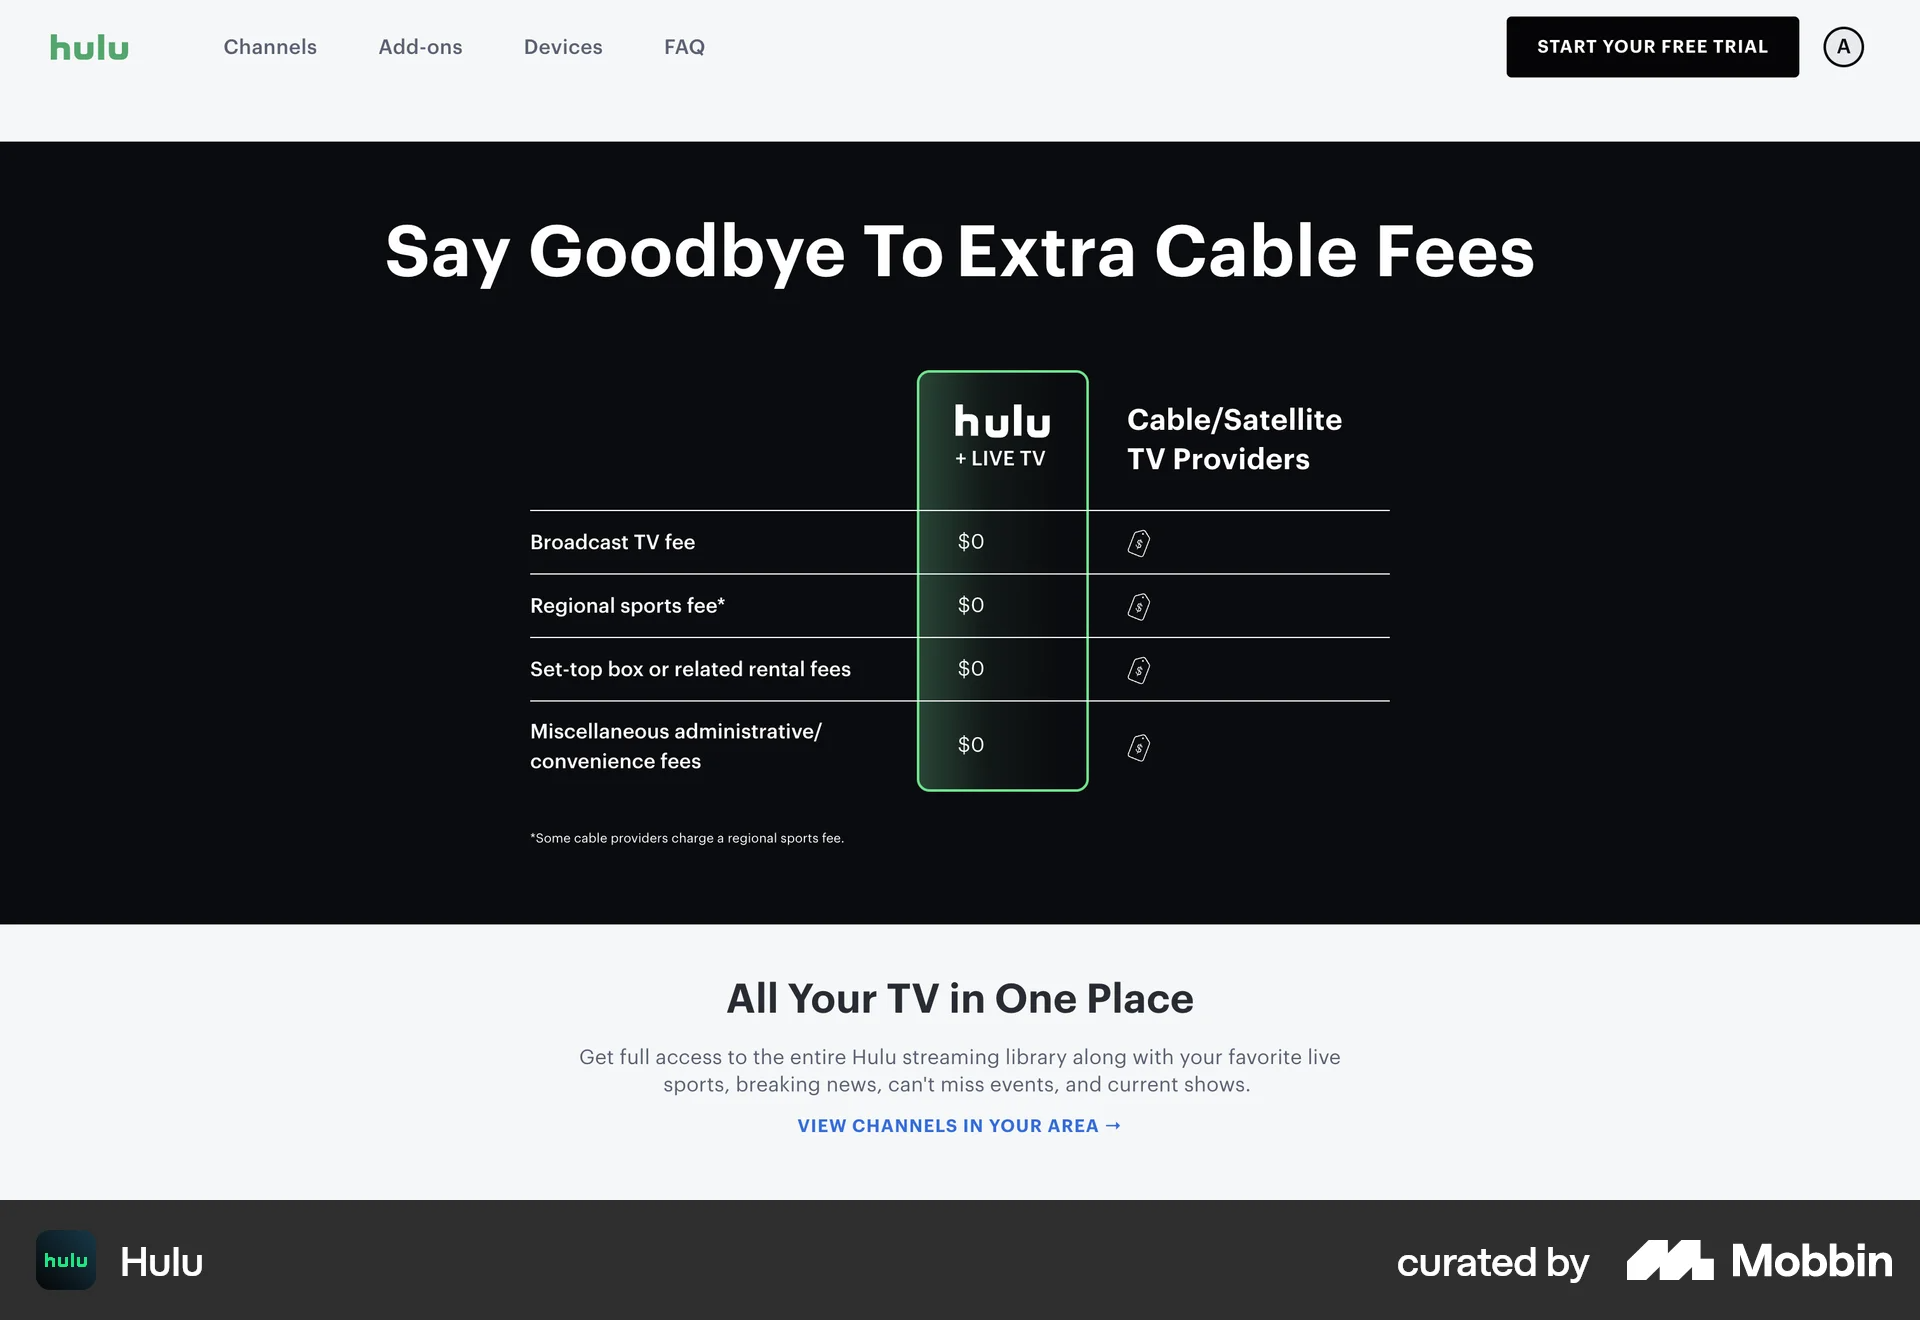 hulu
Channels
Add-ons
Devices
FAQ
START YOUR FREE TRIAL
A
Say Goodbye To Extra Cable Fees
hulu
+ LIVE TV
Cable/Satellite
TV Providers
Broadcast TV fee
$0
$
Regional sports fee*
$0
$
Set-top box or related rental fees
$0
$
Miscellaneous administrative/
convenience fees
$0
$
*Some cable providers charge a regional sports fee.
All Your TV in One Place
Get full access to the entire Hulu streaming library along with your favorite live
sports, breaking news, can't miss events, and current shows.
VIEW CHANNELS IN YOUR AREA →
hulu
Hulu
curated by
Mobbin